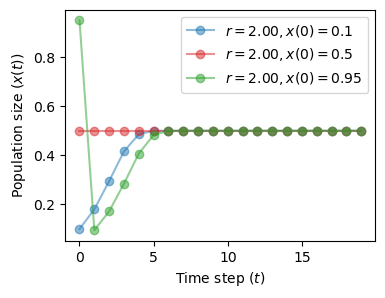 r = 2.00, x(0) = 0.1
r = 2.00, x(0) = 0.5
r = 2.00, x(0) = 0.95
Population size (x(t))
0.8
0.6
0.4
0.2
0 5 10 15
Time step (t)